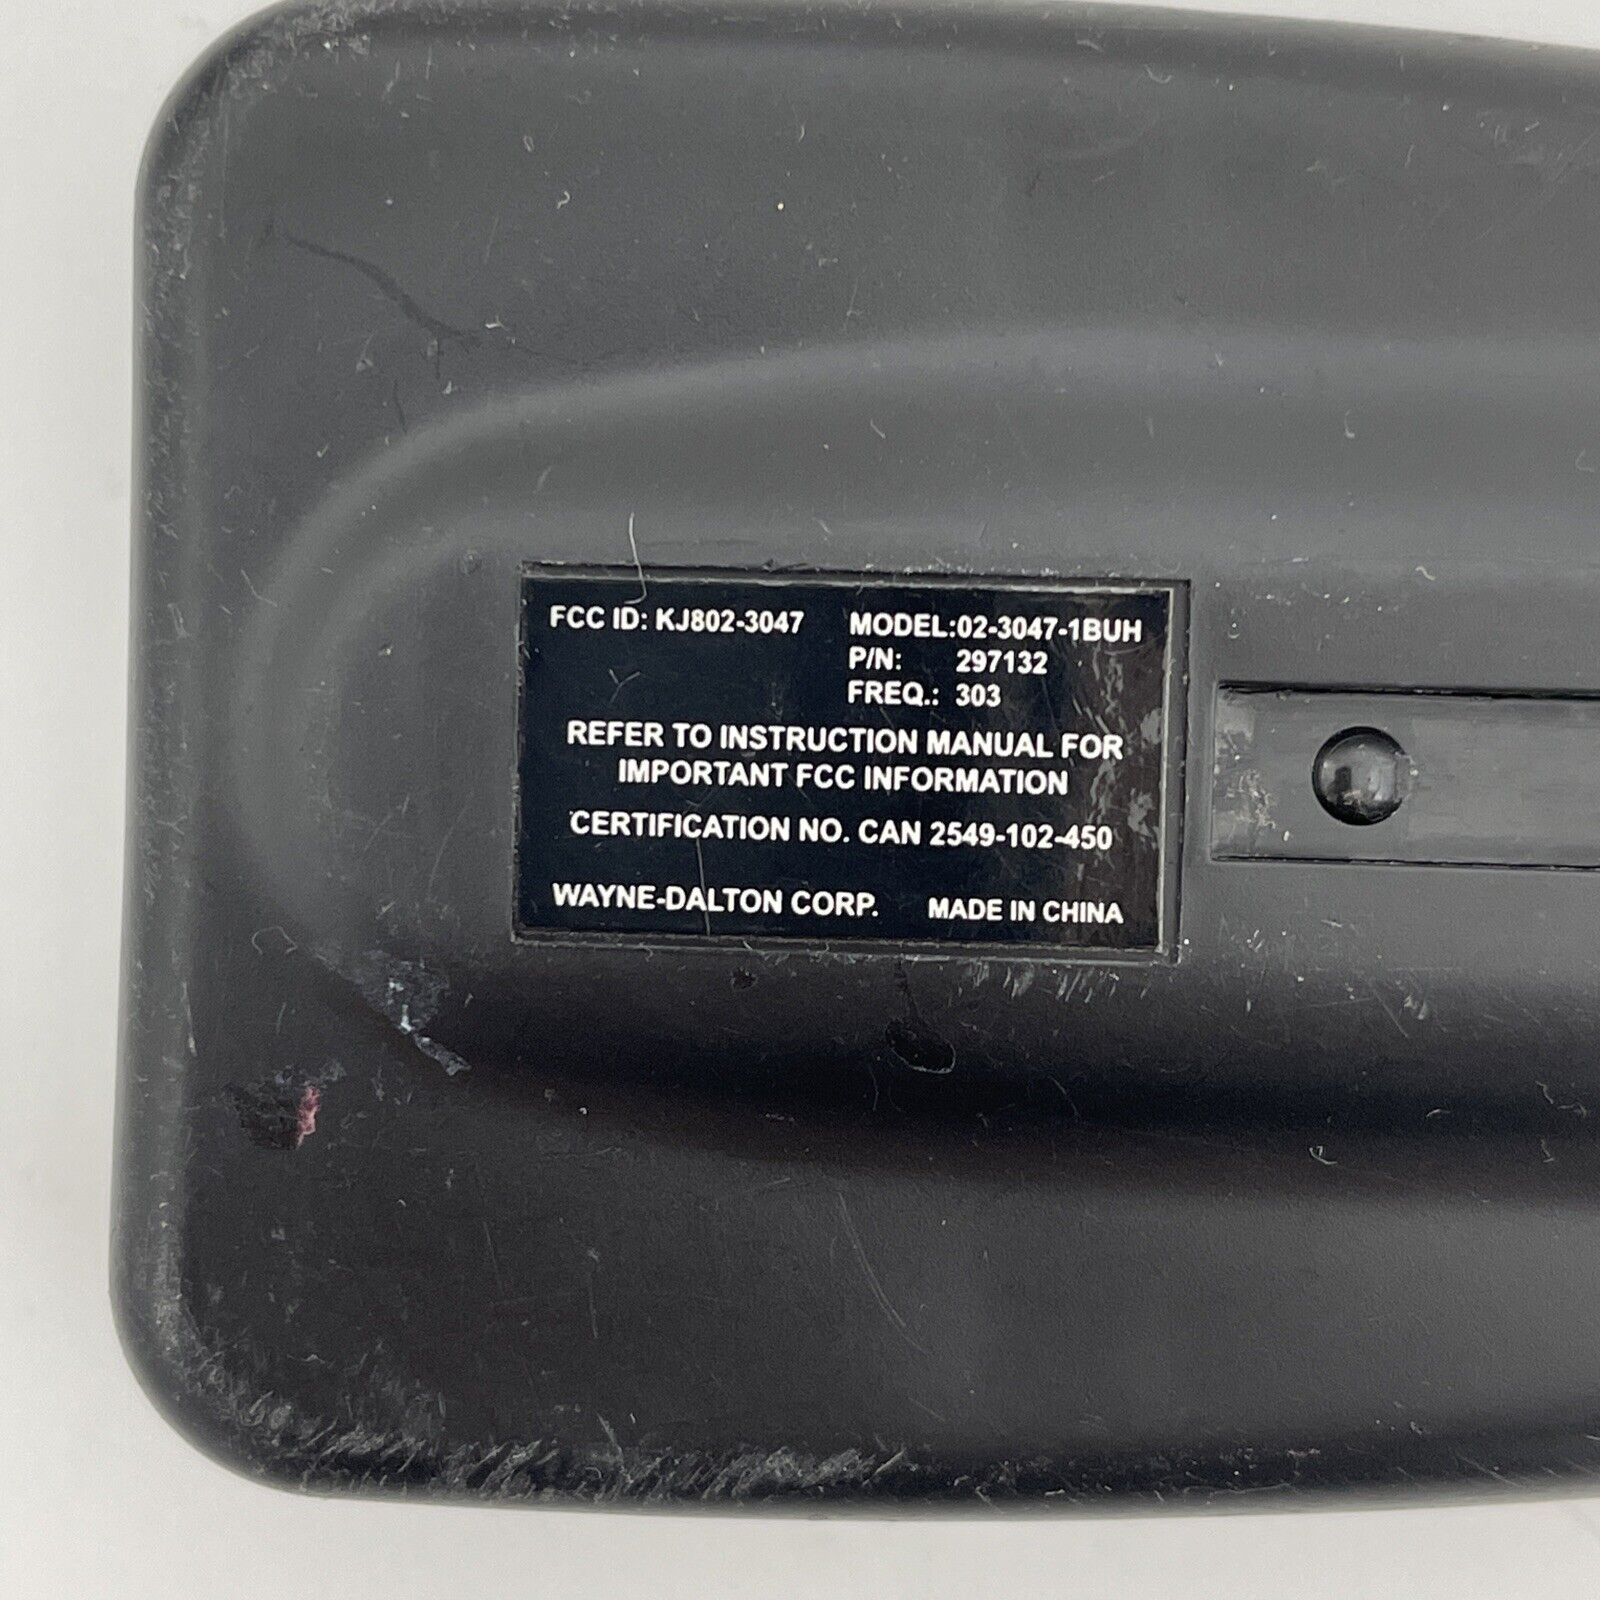 FCC ID: KJ802-3047 MODEL:02-3047-1BUH
P/N: 297132
FREQ.: 303
REFER TO INSTRUCTION MANUAL FOR
IMPORTANT FCC INFORMATION
CERTIFICATION NO. CAN 2549-102-450
WAYNE-DALTON CORP. MADE IN CHINA